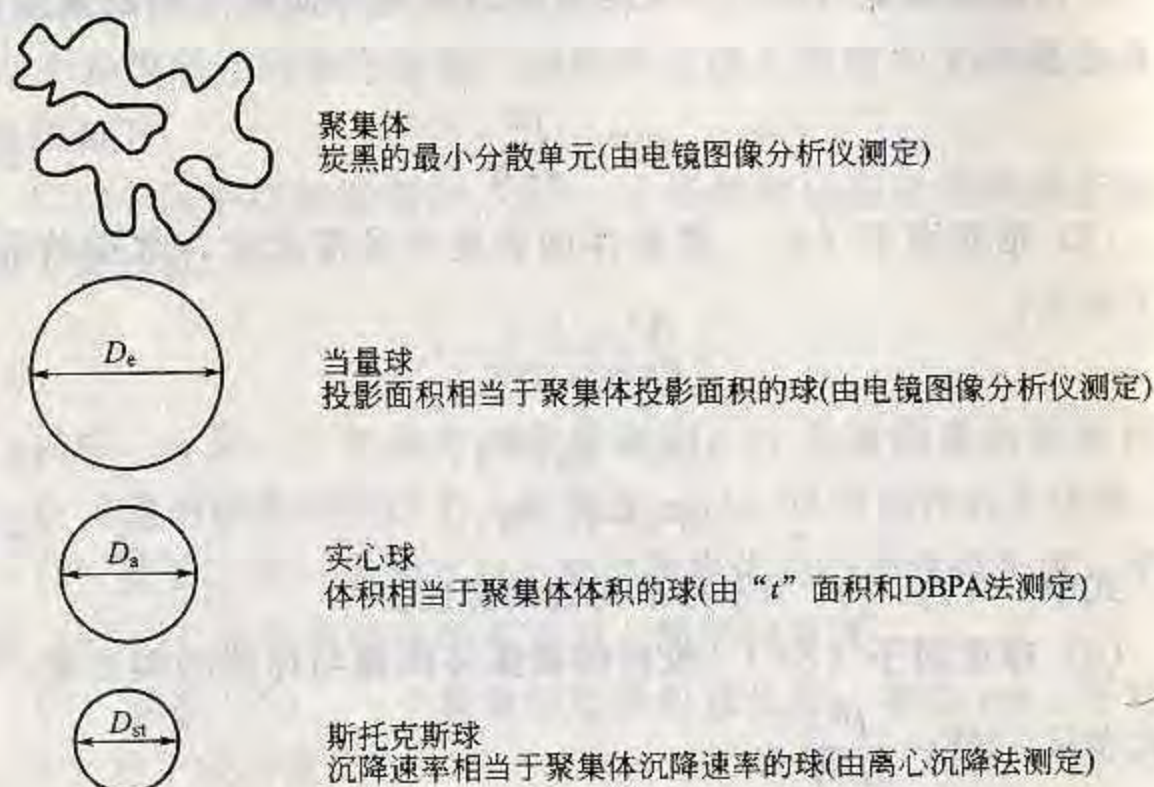 聚集体
炭黑的最小分散单元(由电镜图像分析仪测定)
De
当量球
投影面积相当于聚集体投影面积的球(由电镜图像分析仪测定)
Da
实心球
体积相当于聚集体体积的球(由“t”面积和DBPA法测定)
Dst
斯托克斯球
沉降速率相当于聚集体沉降速率的球(由离心沉降法测定)